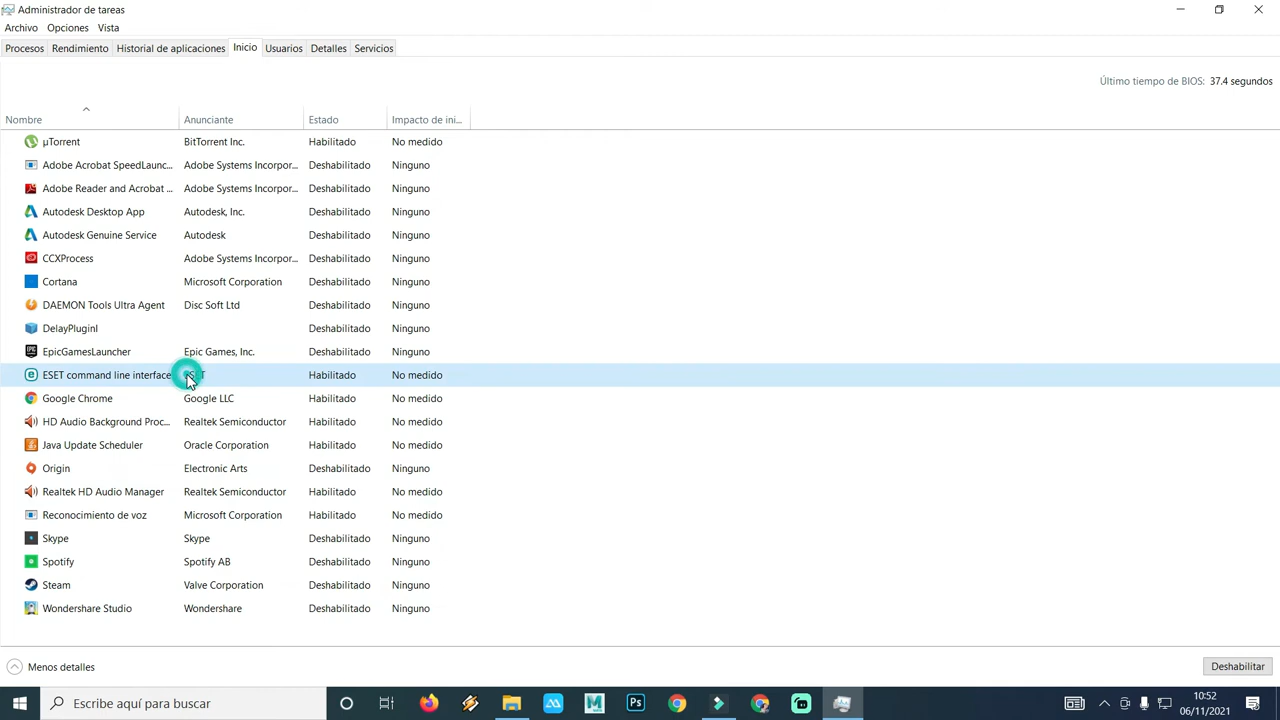 Administrador de tareas
Archivo Opciones Vista
Procesos Rendimiento Historial de aplicaciones Inicio Usuarios Detalles Servicios
Último tiempo de BIOS: 37.4 segundos
Nombre Anunciante Estado Impacto de ini...
µTorrent BitTorrent Inc. Habilitado No medido
Adobe Acrobat SpeedLaunc... Adobe Systems Incorpor... Deshabilitado Ninguno
Adobe Reader and Acrobat ... Adobe Systems Incorpor... Deshabilitado Ninguno
Autodesk Desktop App Autodesk, Inc. Deshabilitado Ninguno
Autodesk Genuine Service Autodesk Deshabilitado Ninguno
CCXProcess Adobe Systems Incorpor... Deshabilitado Ninguno
Cortana Microsoft Corporation Deshabilitado Ninguno
DAEMON Tools Ultra Agent Disc Soft Ltd Deshabilitado Ninguno
DelayPluginI Deshabilitado Ninguno
EpicGamesLauncher Epic Games, Inc. Deshabilitado Ninguno
ESET command line interface Habilitado No medido
Google Chrome Google LLC Habilitado No medido
HD Audio Background Proc... Realtek Semiconductor Habilitado No medido
Java Update Scheduler Oracle Corporation Habilitado No medido
Origin Electronic Arts Deshabilitado Ninguno
Realtek HD Audio Manager Realtek Semiconductor Habilitado No medido
Reconocimiento de voz Microsoft Corporation Habilitado No medido
Skype Skype Deshabilitado Ninguno
Spotify Spotify AB Deshabilitado Ninguno
Steam Valve Corporation Deshabilitado Ninguno
Wondershare Studio Wondershare Deshabilitado Ninguno
Menos detalles Deshabilitar
Escribe aquí para buscar
10:52
06/11/2021